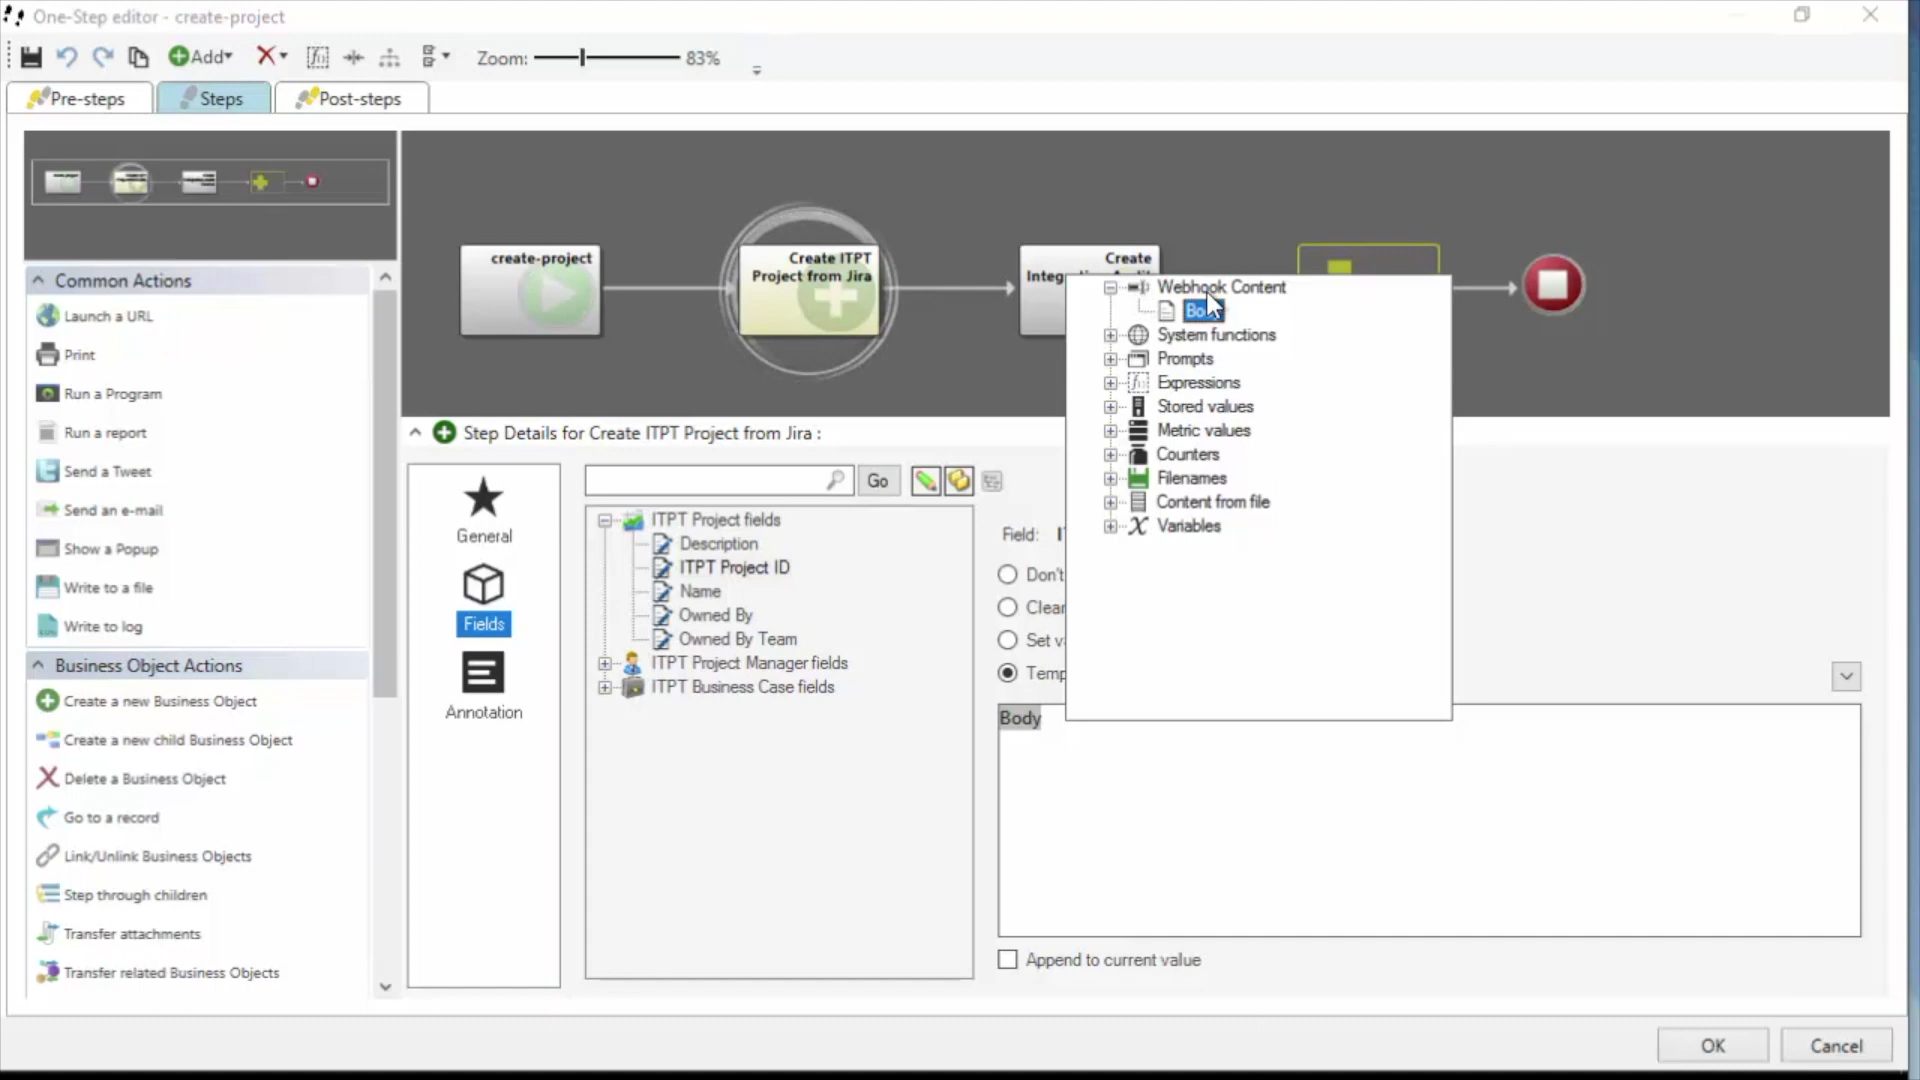 One-Step editor - create-project
Add
Zoom: 83%
Pre-steps
Steps
Post-steps
create-project
Create ITPT
Project from Jira
Create
Common Actions
Launch a URL
Print
Run a Program
Run a report
Send a Tweet
Send an e-mail
Show a Popup
Write to a file
Write to log
Business Object Actions
Create a new Business Object
Create a new child Business Object
Delete a Business Object
Go to a record
Link/Unlink Business Objects
Step through children
Transfer attachments
Transfer related Business Objects
Step Details for Create ITPT Project from Jira :
General
Fields
Annotation
Go
ITPT Project fields
Description
ITPT Project ID
Name
Owned By
Owned By Team
ITPT Project Manager fields
ITPT Business Case fields
Webhook Content
System functions
Prompts
Expressions
Stored values
Metric values
Counters
Filenames
Content from file
Variables
Field:
Don't
Clear
Set
Body
Append to current value
OK
Cancel